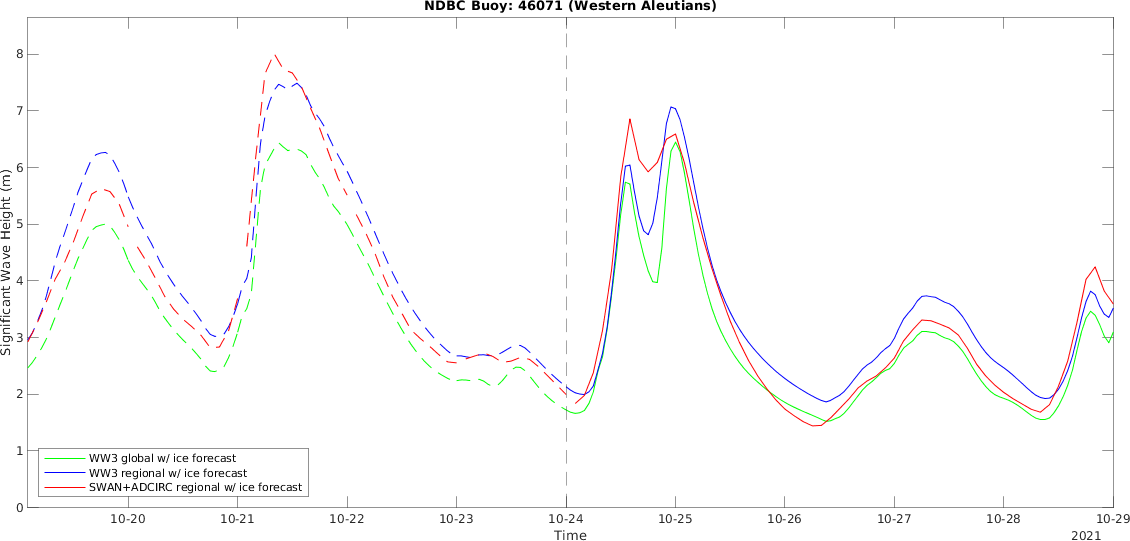 NDBC Buoy: 46071 (Western Aleutians)
Significant Wave Height (m)
8
7
6
5
4
3
2
1
0
WW3 global w/ ice forecast
WW3 regional w/ ice forecast
SWAN+ADCIRC regional w/ ice forecast
10-20 10-21 10-22 10-23 10-24 10-25 10-26 10-27 10-28 10-29
Time
2021